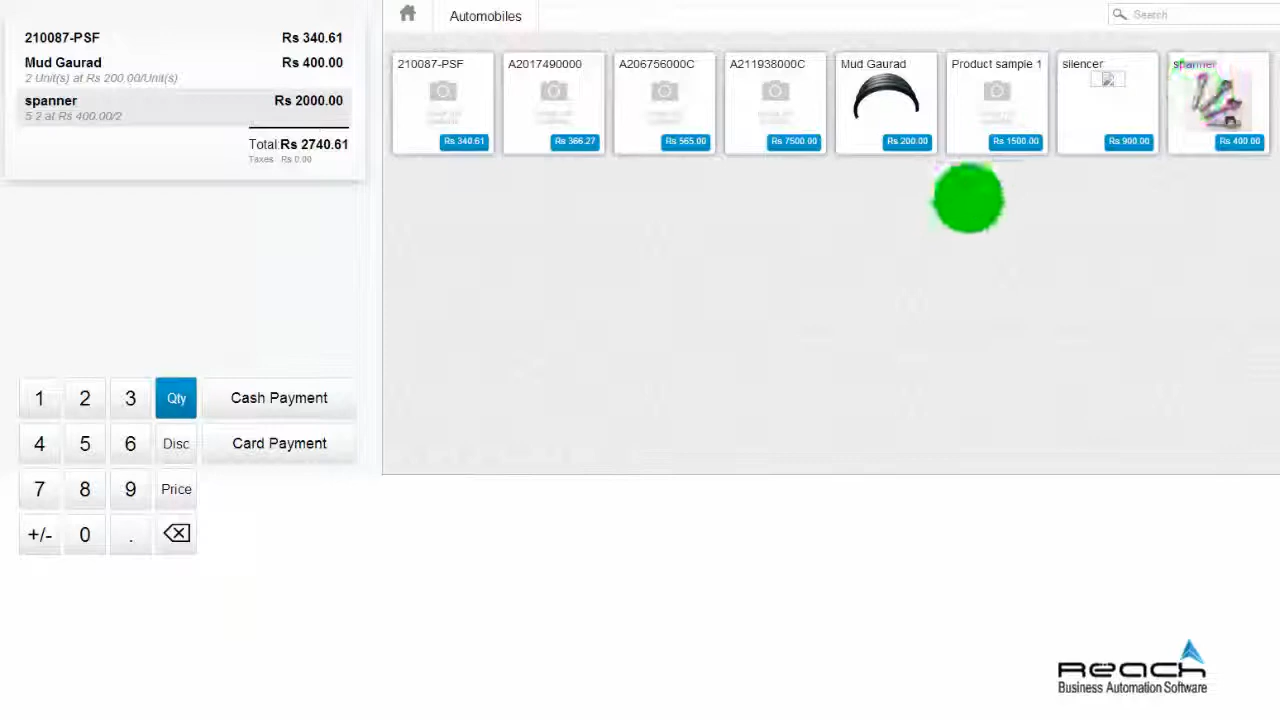 210087-PSF Rs 340.61
Mud Gaurad Rs 400.00
2 Unit(s) at Rs 200.00/Unit(s)
spanner Rs 2000.00
5 2 at Rs 400.00/2
Total:Rs 2740.61
Taxes Rs 0.00
Automobiles
Search
210087-PSF
Rs 340.61
A2017490000
Rs 366.27
A206756000C
Rs 565.00
A211938000C
Rs 7500.00
Mud Gaurad
Rs 200.00
Product sample 1
Rs 1500.00
silencer
Rs 900.00
spanner
Rs 400.00
1 2 3 Qty Cash Payment
4 5 6 Disc Card Payment
7 8 9 Price
+/- 0 .
Reach
Business Automation Software